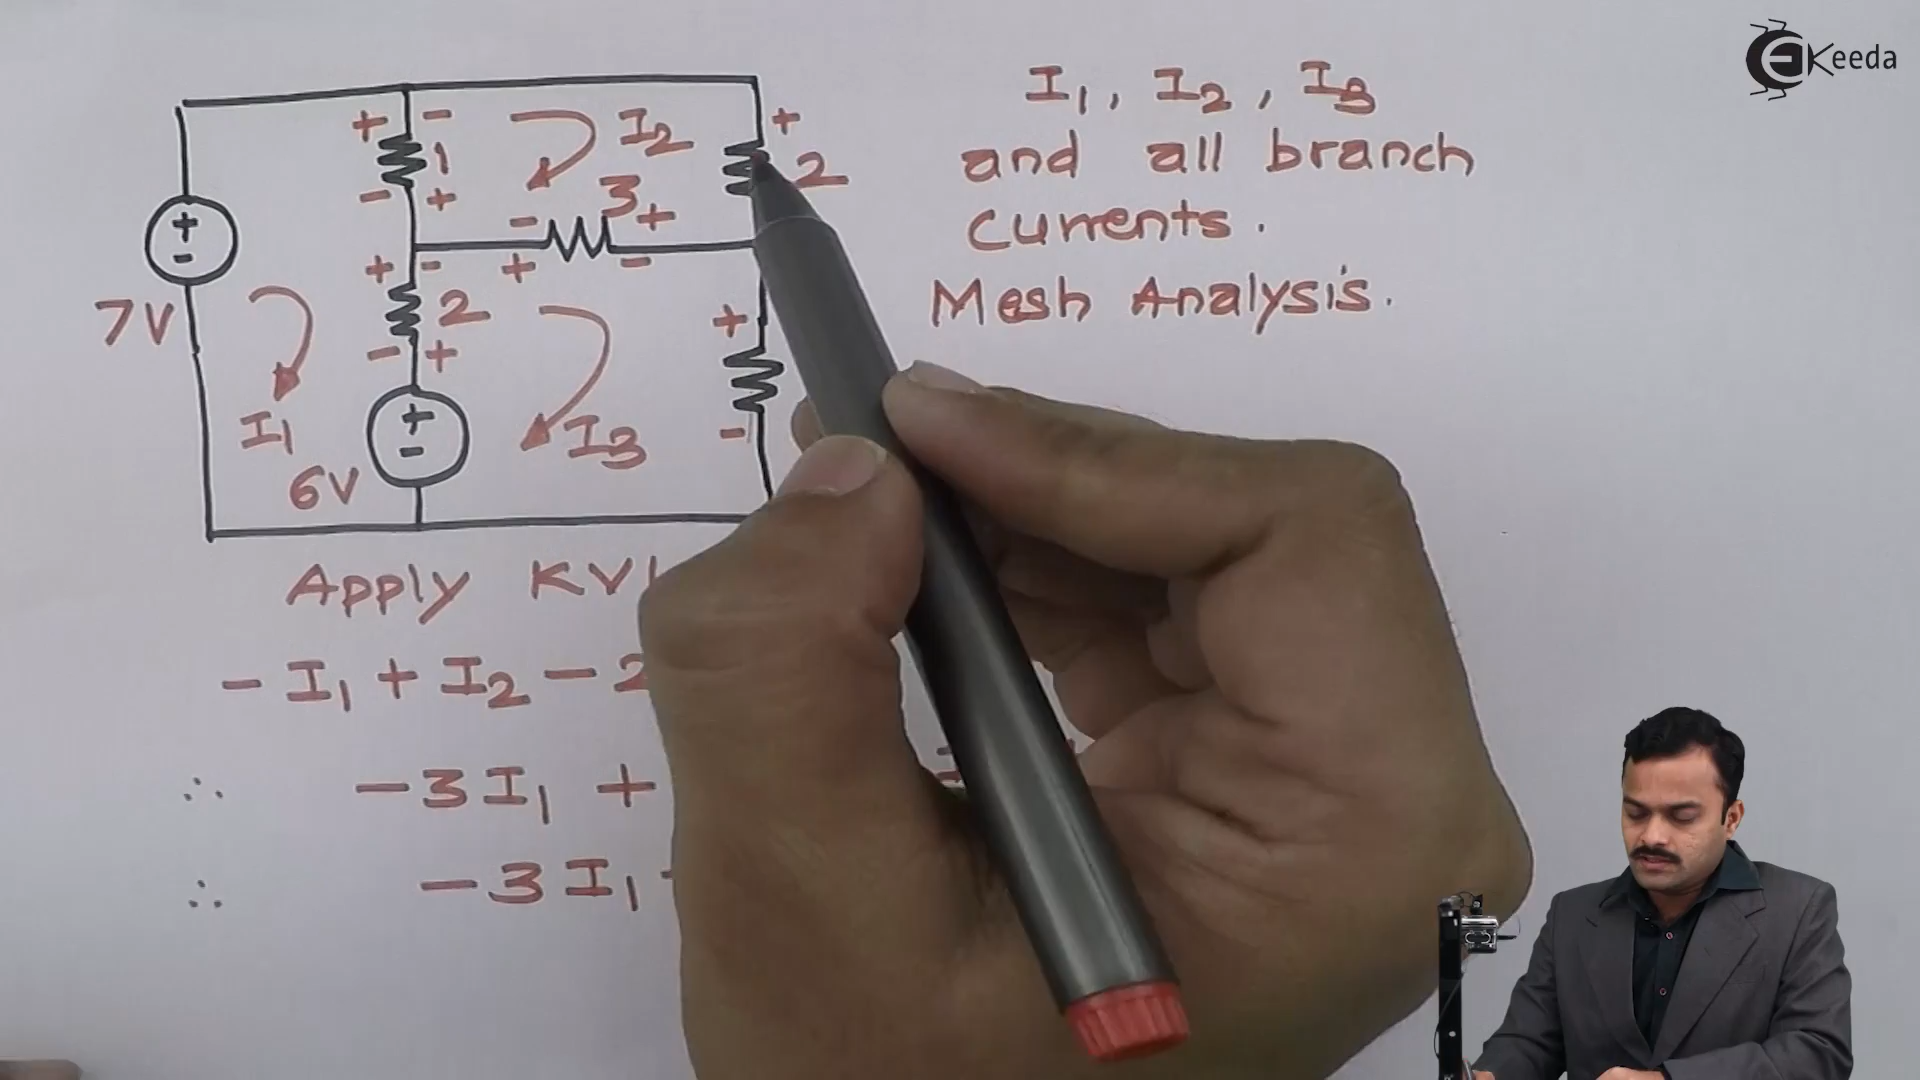 EKeeda
I1, I2, I3
and all branch
currents.
Mesh Analysis.
+ - + I2
1 2
- + 3
- +
+ -
+ - + -
7V 2 +
- +
+
-
I1 I3 -
6V
Apply KVL
- I1 + I2 - 2
∴ -3I1 +
∴ -3I1